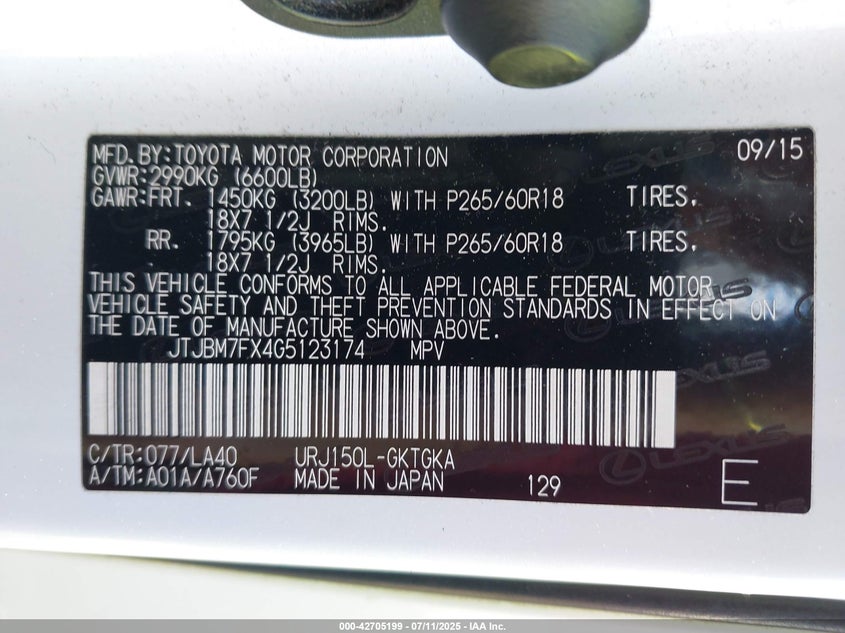 MFD.BY:TOYOTA MOTOR CORPORATION 09/15
GVWR:2990KG (6600LB)
GAWR:FRT. 1450KG (3200LB) WITH P265/60R18 TIRES,
18X7 1/2J RIMS.
RR. 1795KG (3965LB) WITH P265/60R18 TIRES,
18X7 1/2J RIMS.
THIS VEHICLE CONFORMS TO ALL APPLICABLE FEDERAL MOTOR
VEHICLE SAFETY AND THEFT PREVENTION STANDARDS IN EFFECT ON
THE DATE OF MANUFACTURE SHOWN ABOVE.
JTJBM7FX4G5123174 MPV
C/TR:077/LA40 URJ150L-GKTGKA
A/TM:A01A/A760F MADE IN JAPAN 129 E
LEXUS
000-42705199 - 07/11/2025 - IAA Inc.